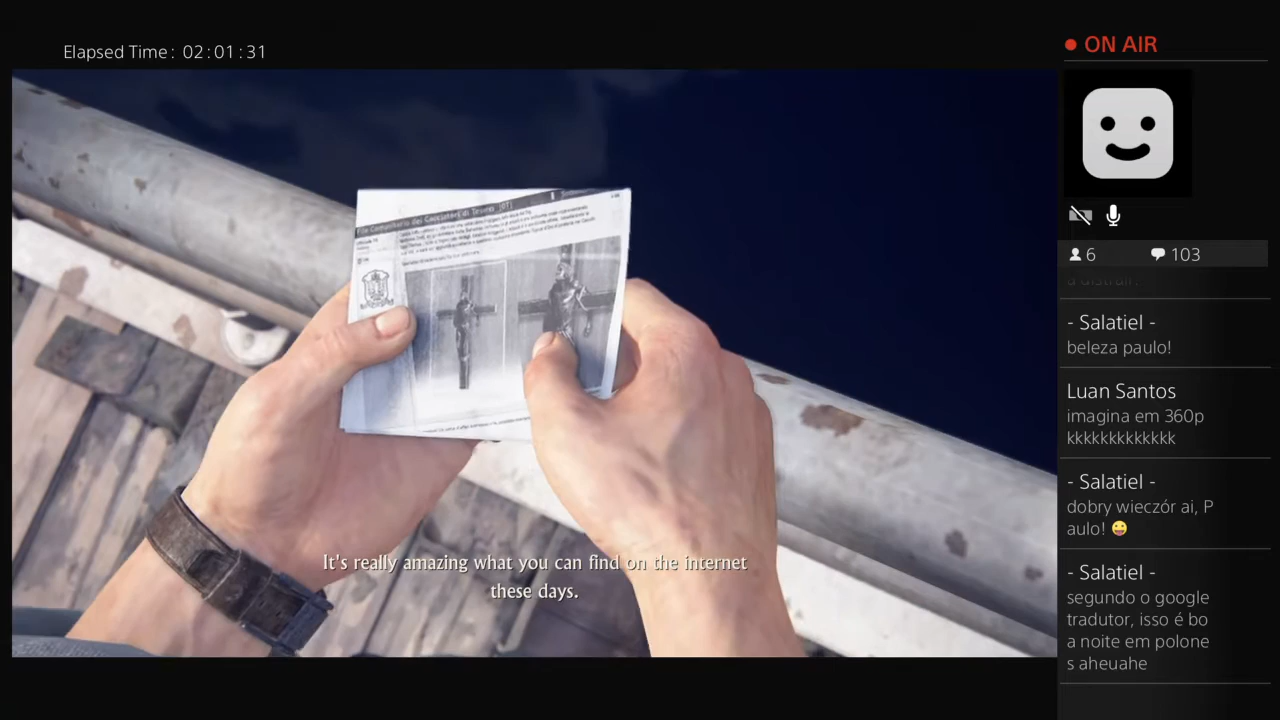 Elapsed Time: 02:01:31
ON AIR
6 103
a distrair!
- Salatiel -
beleza paulo!
Luan Santos
imagina em 360p
kkkkkkkkkkkkk
- Salatiel -
dobry wieczór ai, P
aulo! 😛
- Salatiel -
segundo o google
tradutor, isso é bo
a noite em polone
s aheuahe
It's really amazing what you can find on the internet
these days.